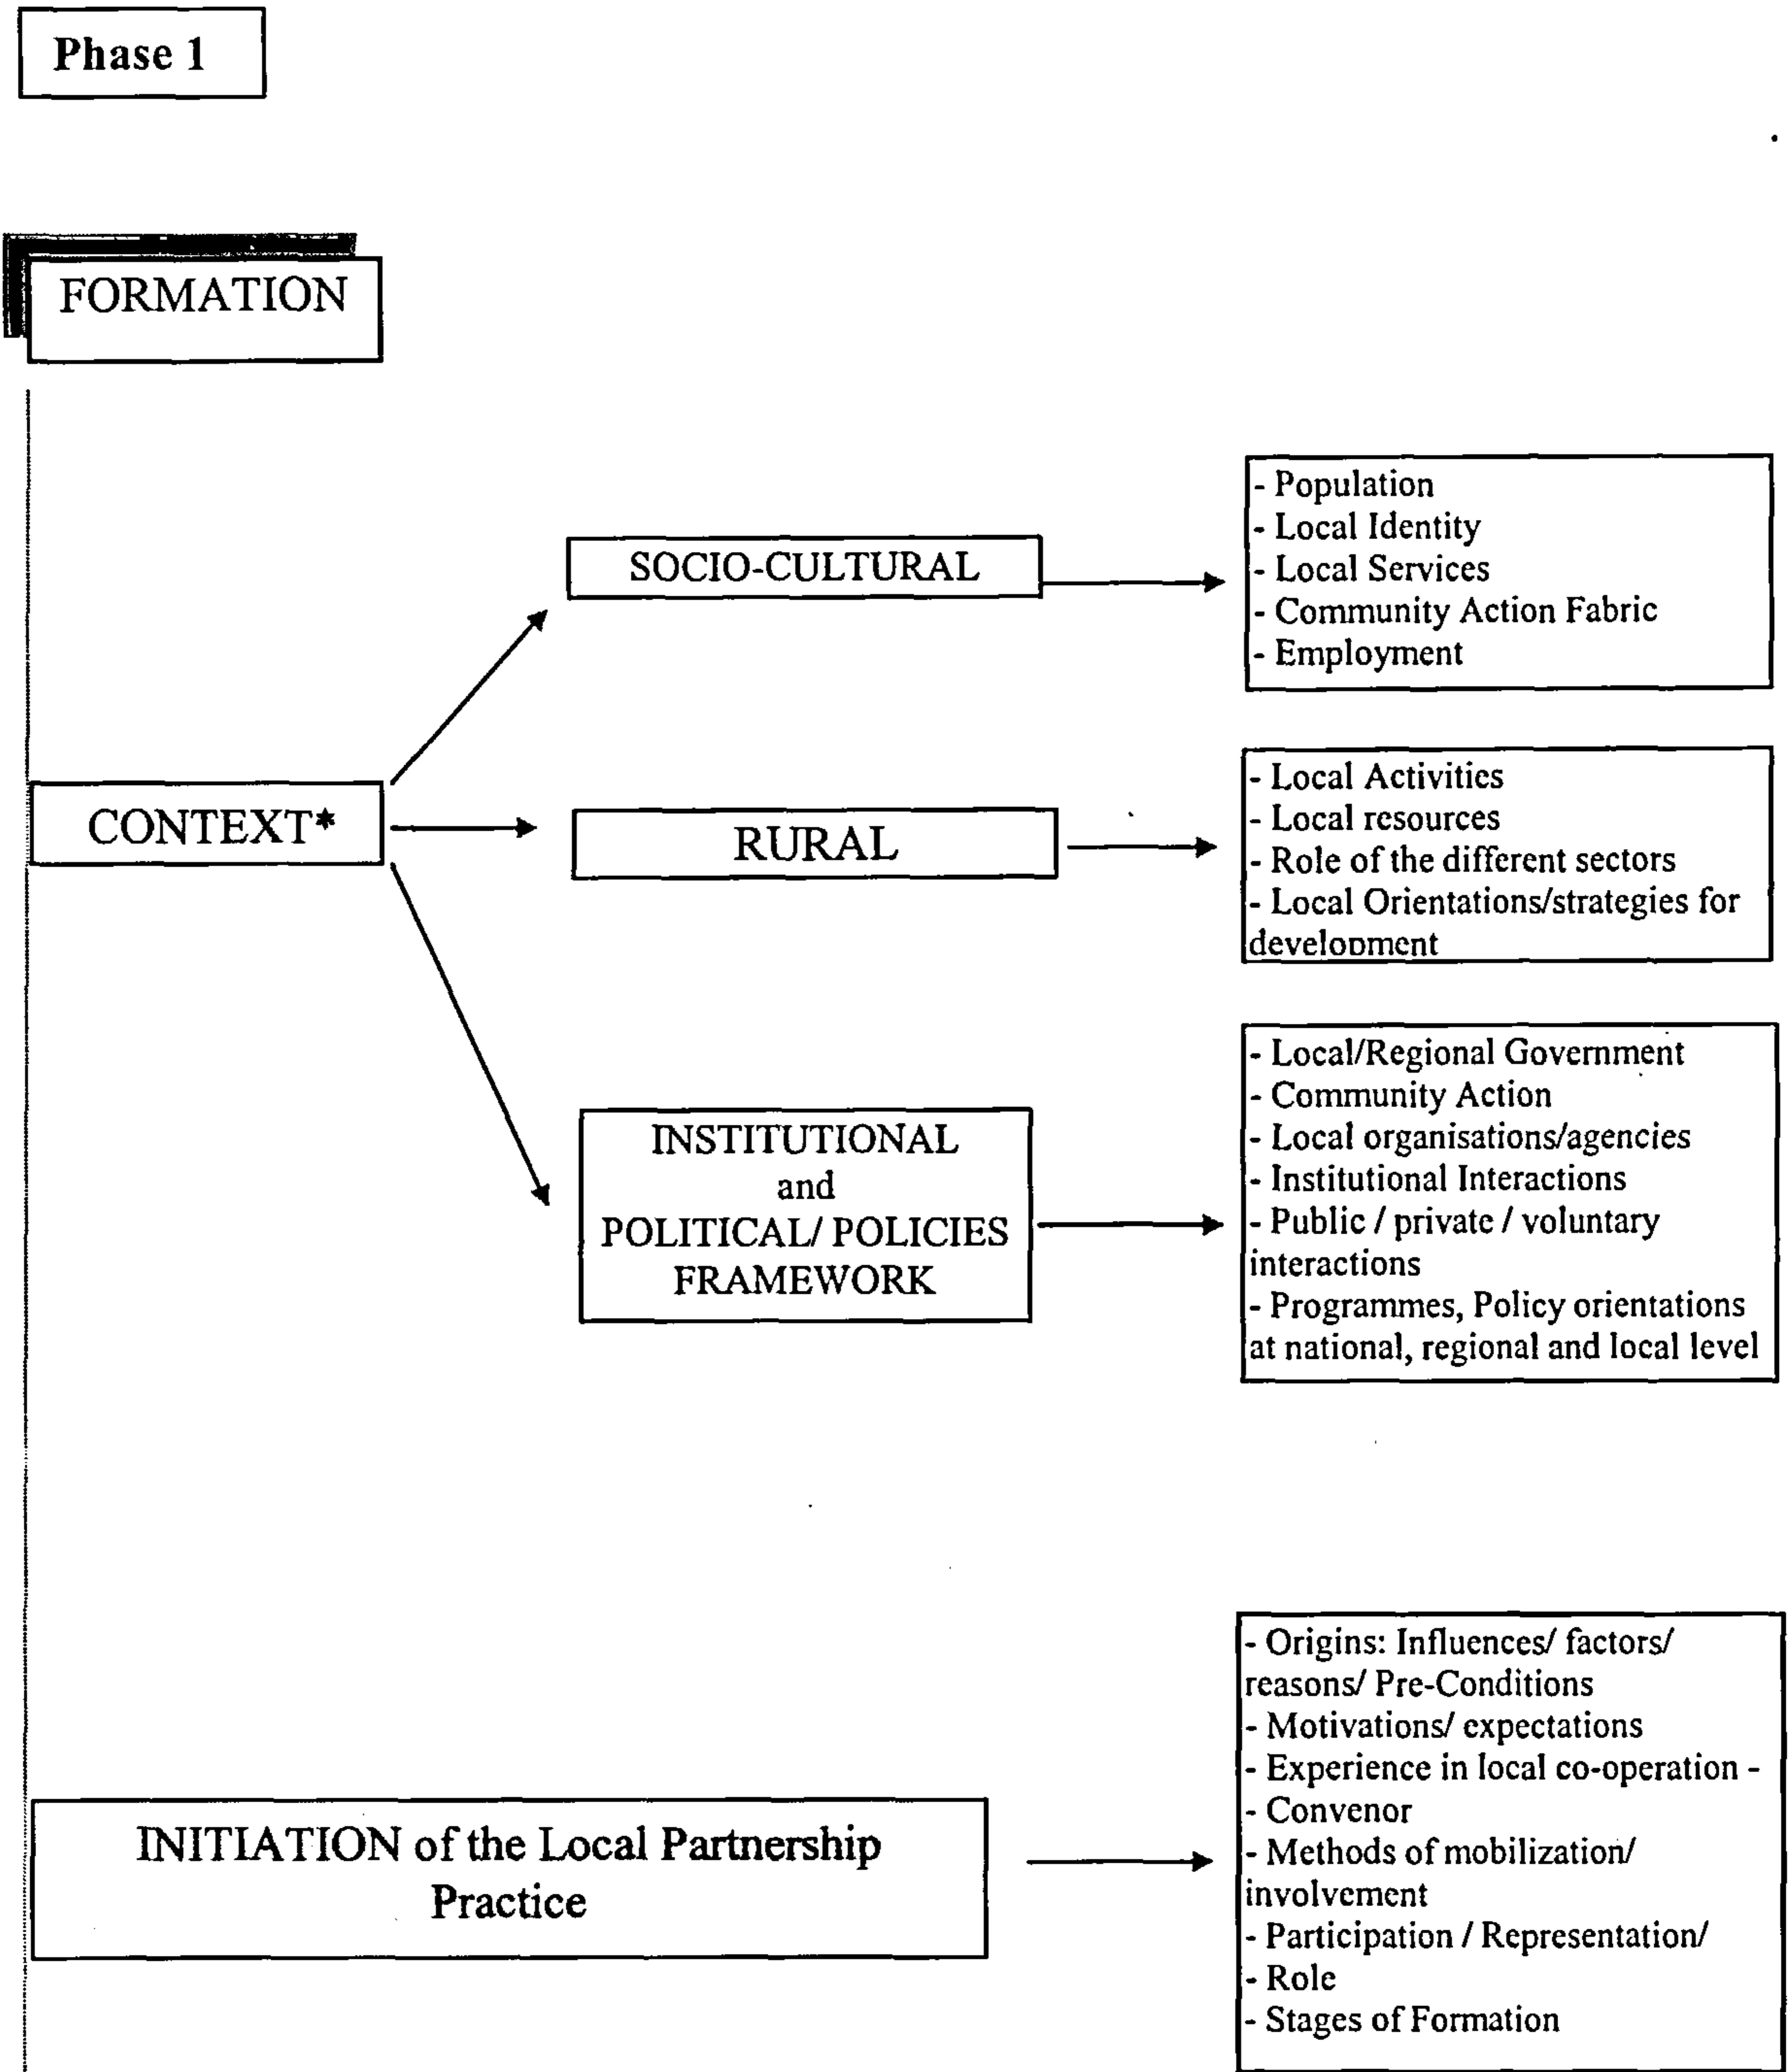 Phase 1
FORMATION
SOCIO-CULTURAL
- Population
- Local Identity
- Local Services
- Community Action Fabric
- Employment
CONTEXT*
RURAL
- Local Activities
- Local resources
- Role of the different sectors
- Local Orientations/strategies for
development
INSTITUTIONAL
and
POLITICAL/ POLICIES
FRAMEWORK
- Local/Regional Government
- Community Action
- Local organisations/agencies
- Institutional Interactions
- Public / private / voluntary
interactions
- Programmes, Policy orientations
at national, regional and local level
INITIATION of the Local Partnership
Practice
- Origins: Influences/ factors/
reasons/ Pre-Conditions
- Motivations/ expectations
- Experience in local co-operation -
- Convenor
- Methods of mobilization/
involvement
- Participation / Representation/
- Role
- Stages of Formation